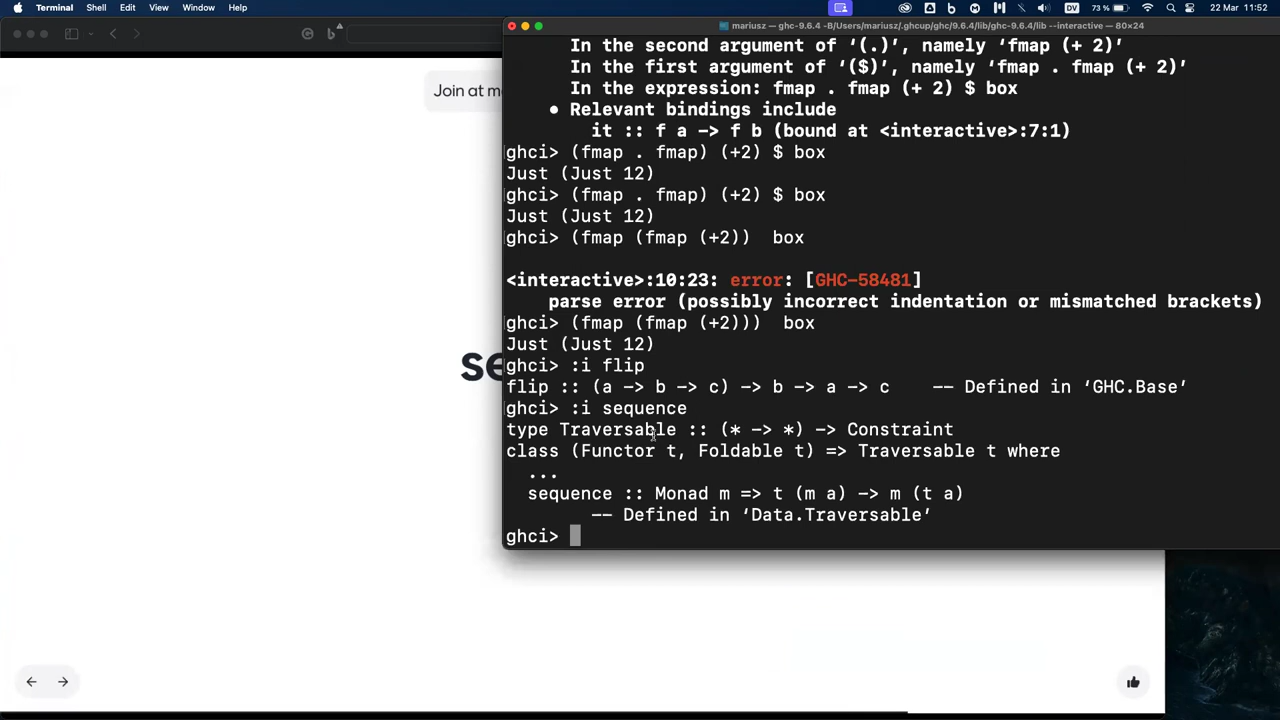 Terminal Shell Edit View Window Help DV 73 % 22 Mar 11:52
mariusz — ghc-9.6.4 -B/Users/mariusz/.ghcup/ghc/9.6.4/lib/ghc-9.6.4/lib --interactive — 80×24
In the second argument of ‘(.)’, namely ‘fmap (+ 2)’
In the first argument of ‘($)’, namely ‘fmap . fmap (+ 2)’
In the expression: fmap . fmap (+ 2) $ box
• Relevant bindings include
it :: f a -> f b (bound at <interactive>:7:1)
ghci> (fmap . fmap) (+2) $ box
Just (Just 12)
ghci> (fmap . fmap) (+2) $ box
Just (Just 12)
ghci> (fmap (fmap (+2))  box
<interactive>:10:23: error: [GHC-58481]
parse error (possibly incorrect indentation or mismatched brackets)
ghci> (fmap (fmap (+2)))  box
Just (Just 12)
ghci> :i flip
flip :: (a -> b -> c) -> b -> a -> c    -- Defined in ‘GHC.Base’
ghci> :i sequence
type Traversable :: (* -> *) -> Constraint
class (Functor t, Foldable t) => Traversable t where
...
sequence :: Monad m => t (m a) -> m (t a)
-- Defined in ‘Data.Traversable’
ghci>
Join at